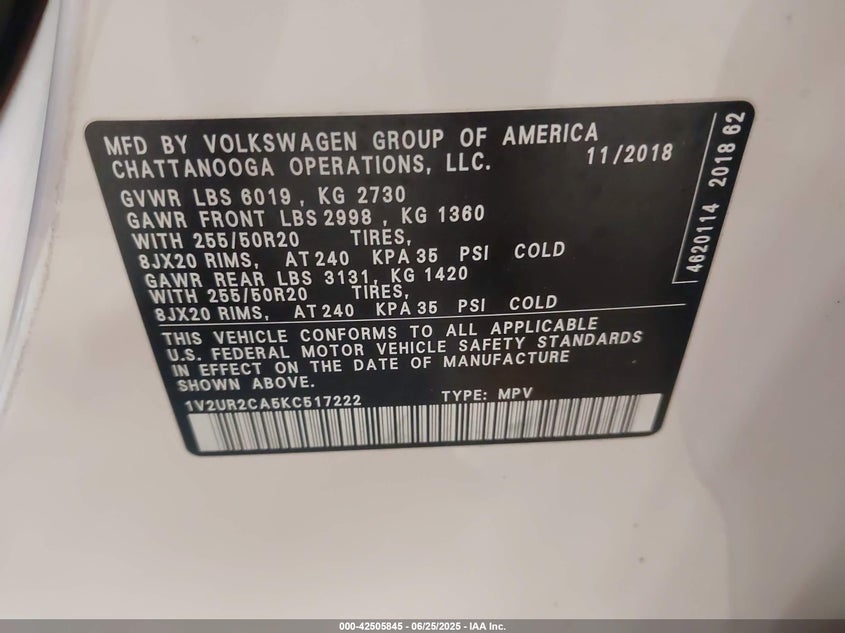 MFD BY VOLKSWAGEN GROUP OF AMERICA
CHATTANOOGA OPERATIONS, LLC. 11/2018
GVWR LBS 6019 , KG 2730
GAWR FRONT LBS 2998 , KG 1360
WITH 255/50R20 TIRES,
8JX20 RIMS, AT 240 KPA 35 PSI COLD
GAWR REAR LBS 3131, KG 1420
WITH 255/50R20 TIRES,
8JX20 RIMS, AT 240 KPA 35 PSI COLD
THIS VEHICLE CONFORMS TO ALL APPLICABLE
U.S. FEDERAL MOTOR VEHICLE SAFETY STANDARDS
IN EFFECT ON THE DATE OF MANUFACTURE
SHOWN ABOVE.
1V2UR2CA5KC517222 TYPE: MPV
4620114 2018 62
000-42505845 - 06/25/2025 - IAA Inc.